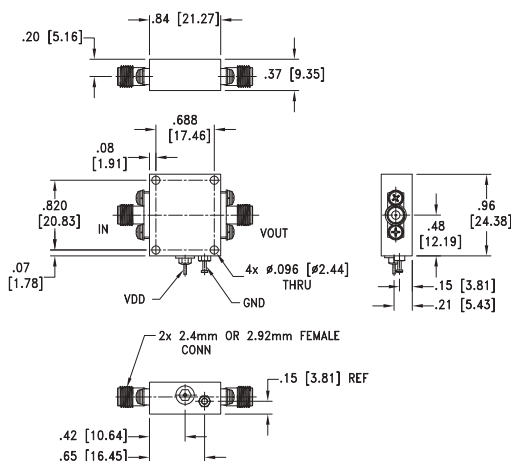 .84 [21.27]
.20 [5.16]
.37 [9.35]
.688
[17.46]
.08
[1.91]
.820
[20.83]
IN
VOUT
.96
[24.38]
.48
[12.19]
.07
[1.78]
4x Ø.096 [Ø2.44]
THRU
VDD
GND
.15 [3.81]
.21 [5.43]
2x 2.4mm OR 2.92mm FEMALE
CONN
.15 [3.81] REF
.42 [10.64]
.65 [16.45]